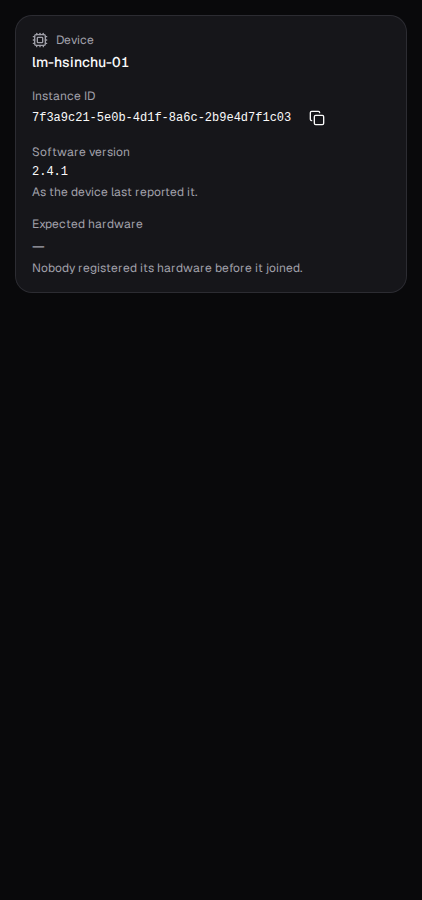 Device
lm-hsinchu-01
Instance ID
7f3a9c21-5e0b-4d1f-8a6c-2b9e4d7f1c03
Software version
2.4.1
As the device last reported it.
Expected hardware
—
Nobody registered its hardware before it joined.